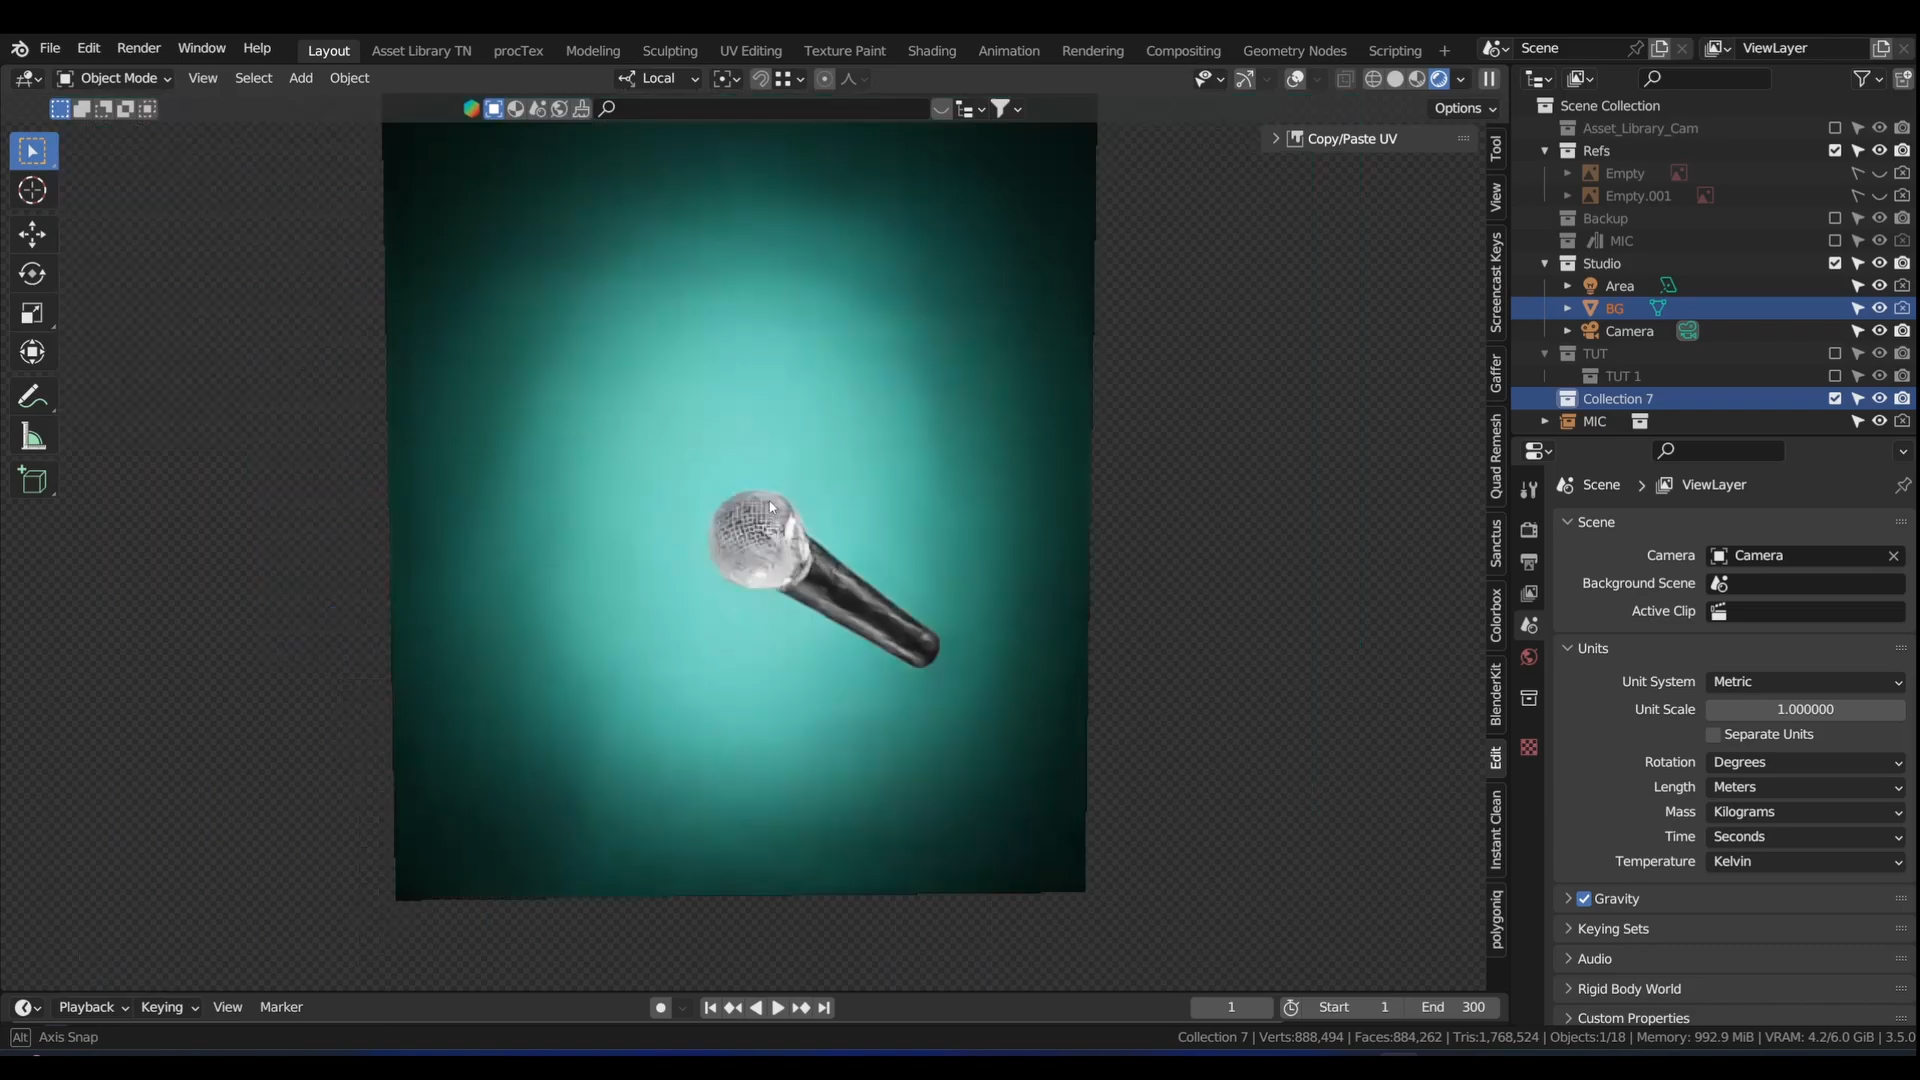 File Edit Render Window Help Layout Asset Library TN procTex Modeling Sculpting UV Editing Texture Paint Shading Animation Rendering Compositing Geometry Nodes Scripting + Scene ViewLayer
Object Mode View Select Add Object Local
Options
Copy/Paste UV
Tool
View
Screencast Keys
Gaffer
Quad Remesh
Sanctus
Colorbox
BlenderKit
Edit
Instant Clean
polygoniq
Scene Collection
Asset_Library_Cam
Refs
Empty
Empty.001
Backup
MIC
Studio
Area
BG
Camera
TUT
TUT 1
Collection 7
MIC
Scene > ViewLayer
Scene
Camera Camera
Background Scene
Active Clip
Units
Unit System Metric
Unit Scale 1.000000
Separate Units
Rotation Degrees
Length Meters
Mass Kilograms
Time Seconds
Temperature Kelvin
Gravity
Keying Sets
Audio
Rigid Body World
Custom Properties
Playback Keying View Marker 1 Start 1 End 300
Alt Axis Snap Collection 7 | Verts:888,494 | Faces:884,262 | Tris:1,768,524 | Objects:1/18 | Memory: 992.9 MiB | VRAM: 4.2/6.0 GiB | 3.5.0